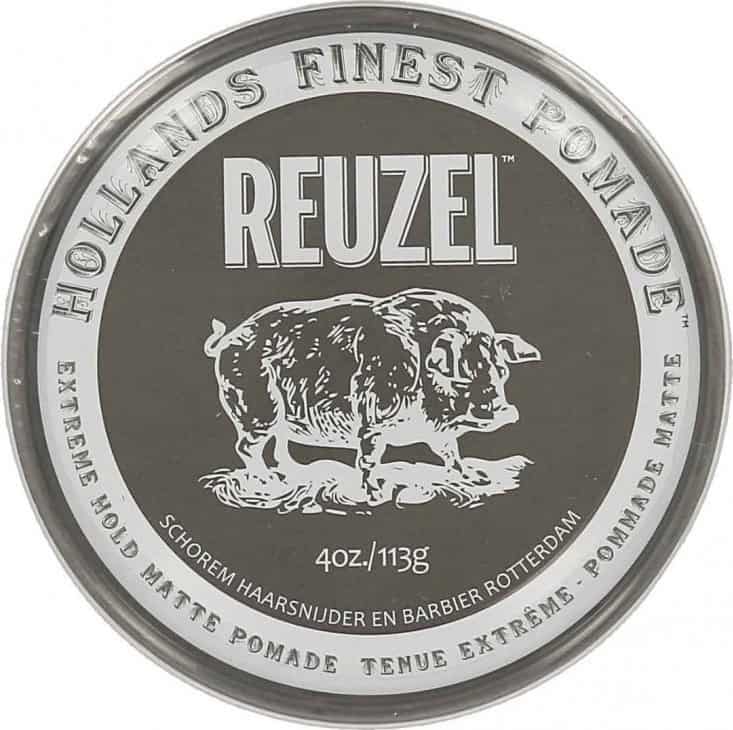 HOLLANDS FINEST POMADE™
REUZEL™
4oz./113g
SCHOREM HAARSNIJDER EN BARBIER ROTTERDAM
EXTREME HOLD MATTE POMADE TENUE EXTRÊME - POMMADE MATTE